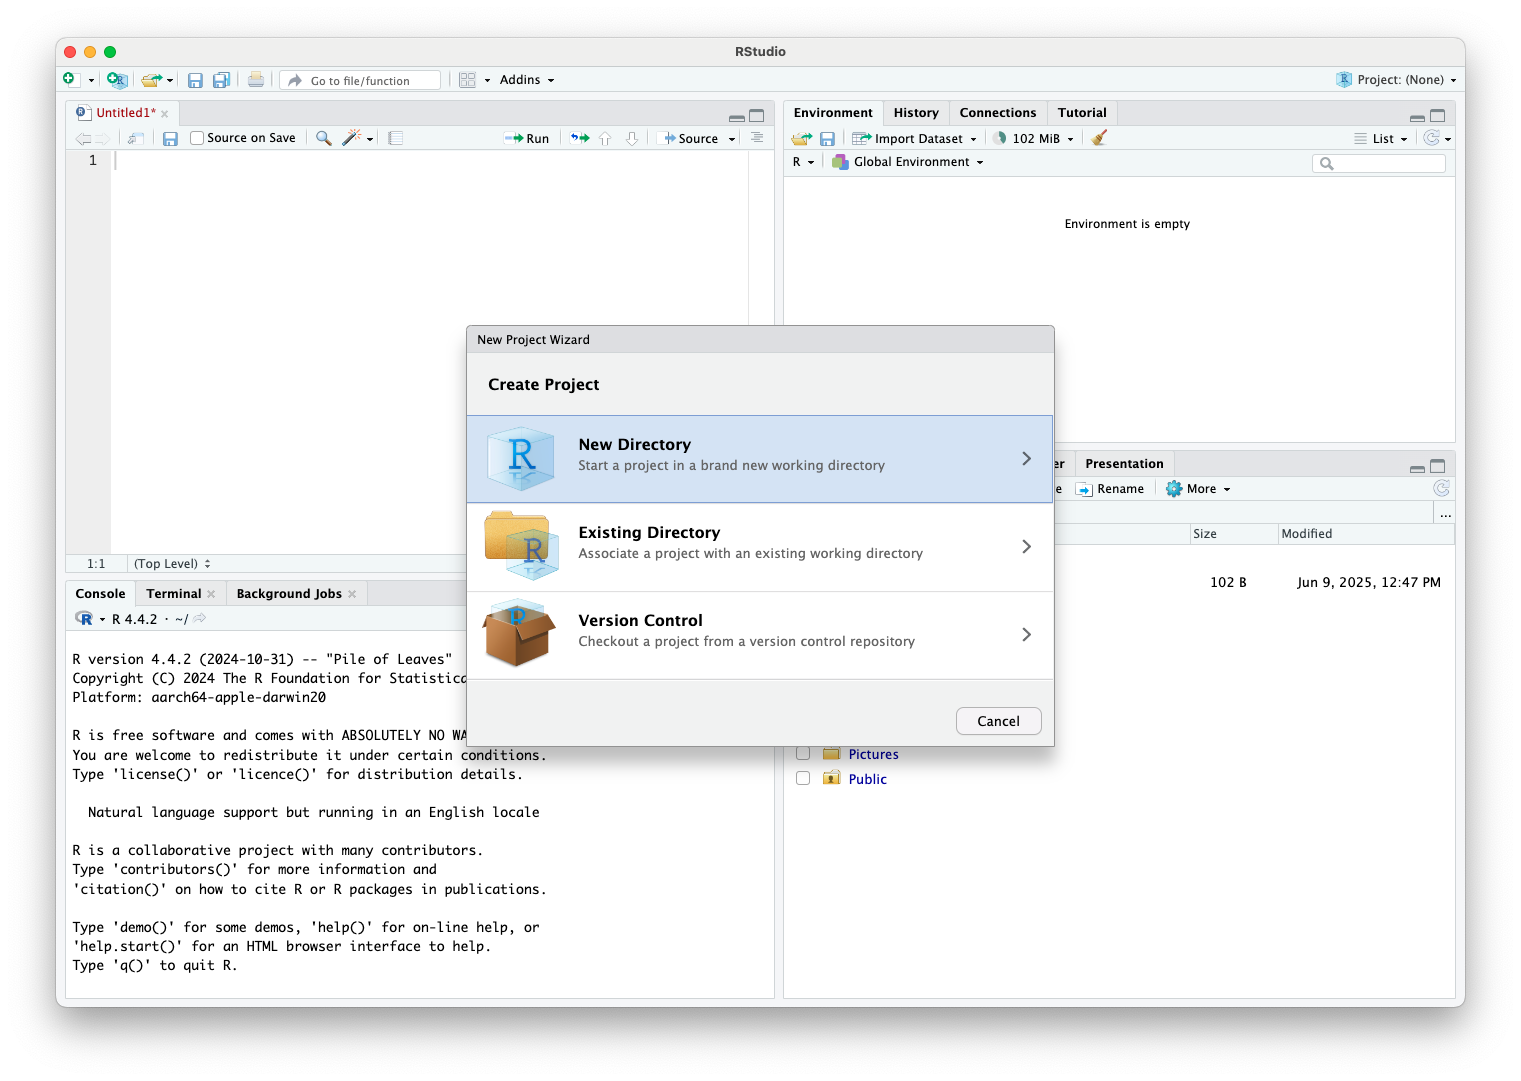 RStudio
Go to file/function
Addins
Project: (None)
Untitled1*
Source on Save
Run
Source
1
1:1
(Top Level)
Environment
History
Connections
Tutorial
Import Dataset
102 MiB
List
R
Global Environment
Environment is empty
New Project Wizard
Create Project
New Directory
Start a project in a brand new working directory
Existing Directory
Associate a project with an existing working directory
Version Control
Checkout a project from a version control repository
Cancel
Console
Terminal
Background Jobs
R 4.4.2 · ~/
R version 4.4.2 (2024-10-31) -- "Pile of Leaves"
Copyright (C) 2024 The R Foundation for Statistica
Platform: aarch64-apple-darwin20
R is free software and comes with ABSOLUTELY NO WA
You are welcome to redistribute it under certain conditions.
Type 'license()' or 'licence()' for distribution details.
Natural language support but running in an English locale
R is a collaborative project with many contributors.
Type 'contributors()' for more information and
'citation()' on how to cite R or R packages in publications.
Type 'demo()' for some demos, 'help()' for on-line help, or
'help.start()' for an HTML browser interface to help.
Type 'q()' to quit R.
er
Presentation
e
Rename
More
...
Size
Modified
102 B
Jun 9, 2025, 12:47 PM
Pictures
Public